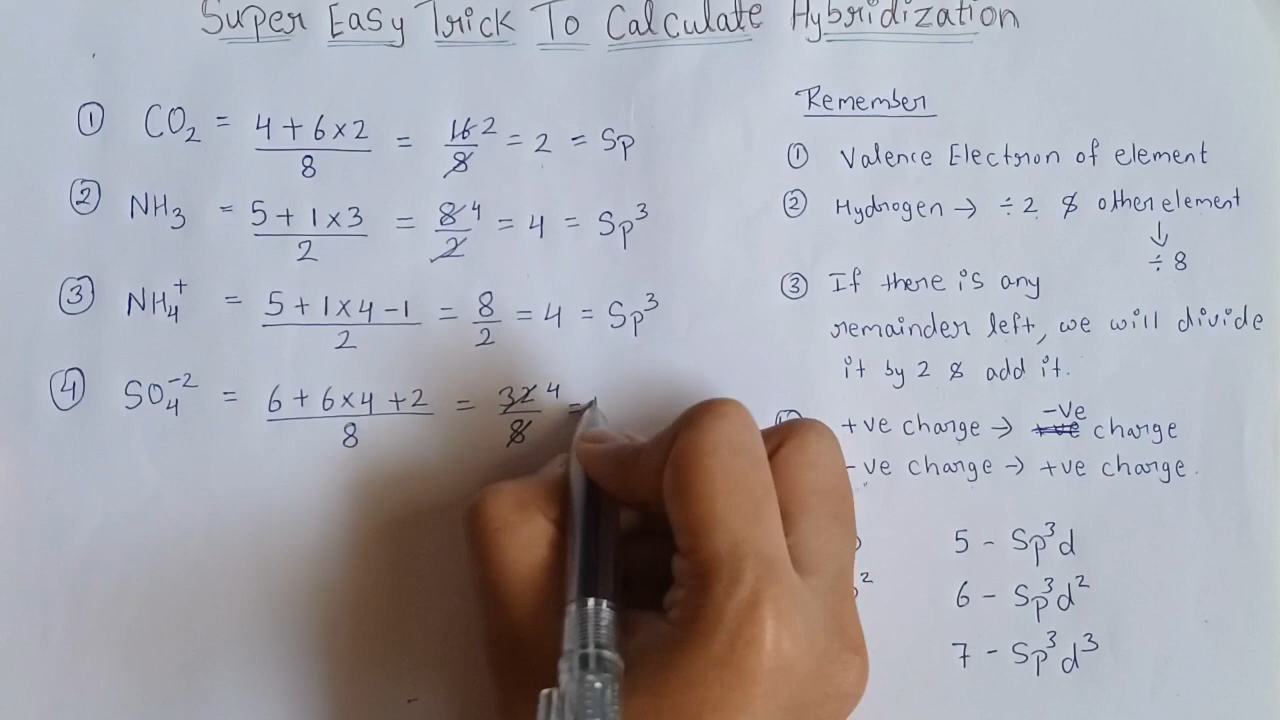 Super Easy Trick To Calculate Hybridization
① CO₂ = 4+6×2/8 = 16/8 2 = 2 = Sp
② NH₃ = 5+1×3/2 = 8/2 4 = 4 = Sp³
③ NH₄⁺ = 5+1×4-1/2 = 8/2 = 4 = Sp³
④ SO₄⁻² = 6+6×4+2/8 = 32/8 4 =
Remember
① Valence Electron of element
② Hydrogen → ÷2 & other element
↓
÷ 8
③ If there is any
remainder left, we will divide
it by 2 & add it.
+ve charge → -ve charge
-ve charge → +ve charge.
5 - Sp³d
6 - Sp³d²
7 - Sp³d³